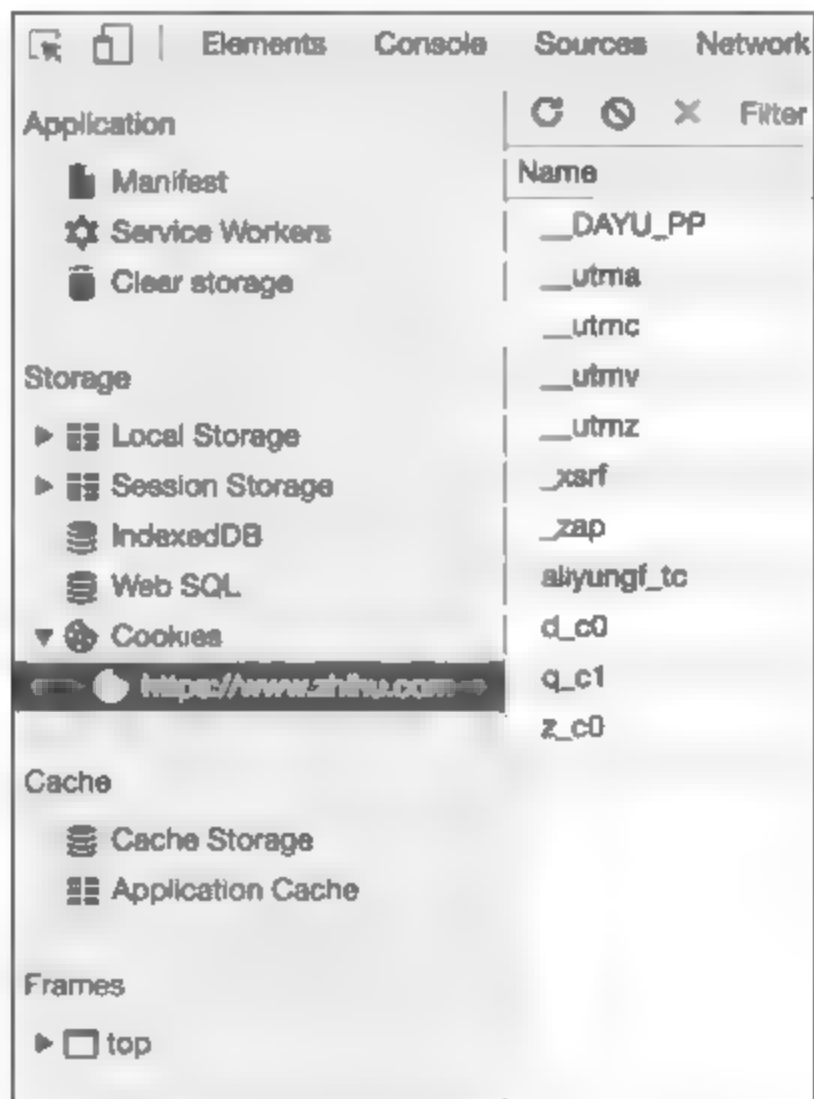 Elements Console Sources Network
Application
Manifest
Service Workers
Clear storage
Storage
Local Storage
Session Storage
IndexedDB
Web SQL
Cookies
https://www.zhihu.com
Cache
Cache Storage
Application Cache
Frames
top
Filter
Name
__DAYU_PP
__utma
__utmc
__utmv
__utmz
_xsrf
_zap
aliyungf_tc
d_c0
q_c1
z_c0